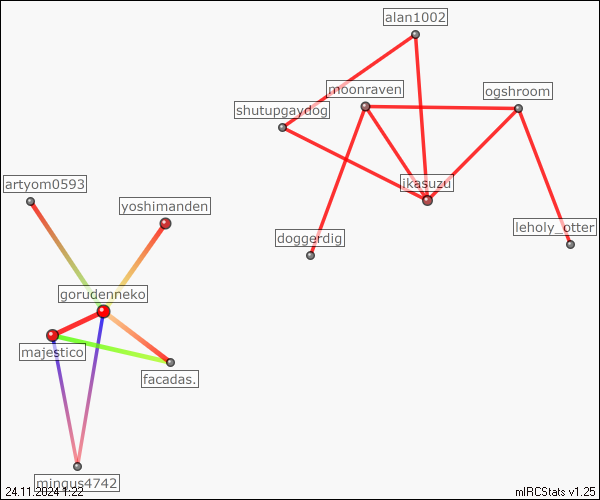 alan1002
moonraven
ogshroom
shutupgaydog
ikasuzu
artyom0593
yoshimanden
leholy_otter
doggerdig
gorudenneko
majestico
facadas.
mingus4742
24.11.2024 1:22
mIRCStats v1.25